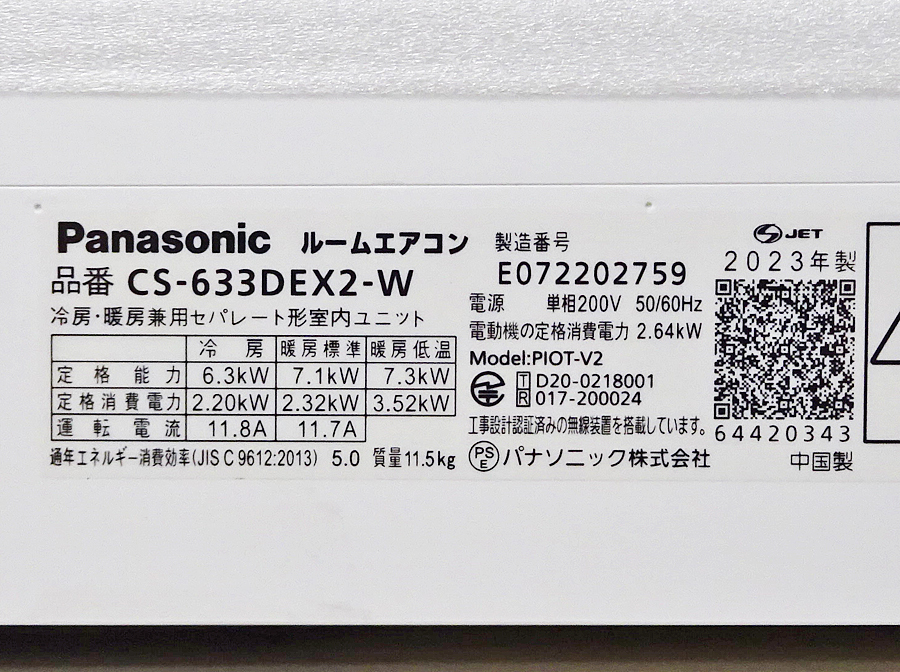 Panasonic ルームエアコン
品番 CS-633DEX2-W
冷房・暖房兼用セパレート形室内ユニット
冷房 暖房標準 暖房低温
定格能力 6.3kW 7.1kW 7.3kW
定格消費電力 2.20kW 2.32kW 3.52kW
運転電流 11.8A 11.7A
通年エネルギー消費効率(JIS C 9612:2013) 5.0 質量11.5kg
製造番号
E072202759
電源 単相200V 50/60Hz
電動機の定格消費電力 2.64kW
Model:PIOT-V2
T D20-0218001
R 017-200024
工事設計認証済みの無線装置を搭載しています。
PSE パナソニック株式会社
JET
2023年製
64420343
中国製